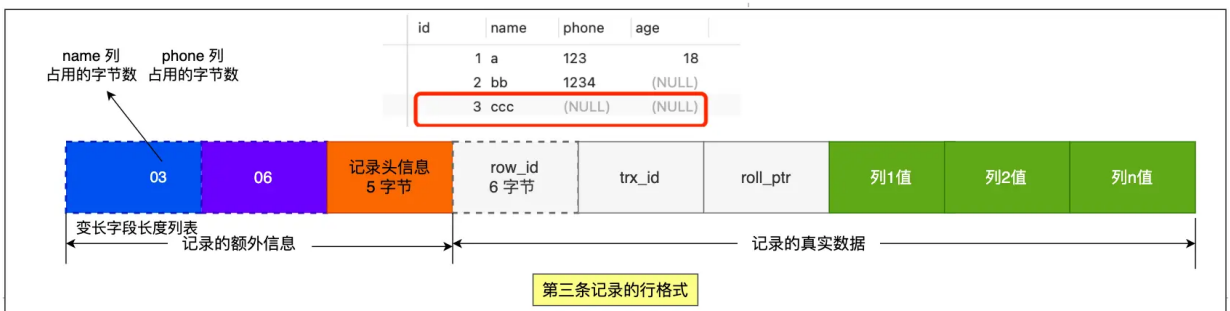 id name phone age
1 a 123 18
2 bb 1234 (NULL)
3 ccc (NULL) (NULL)
name 列
占用的字节数
phone 列
占用的字节数
03
06
记录头信息
5 字节
row_id
6 字节
trx_id
roll_ptr
列1值
列2值
列n值
变长字段长度列表
记录的额外信息
记录的真实数据
第三条记录的行格式